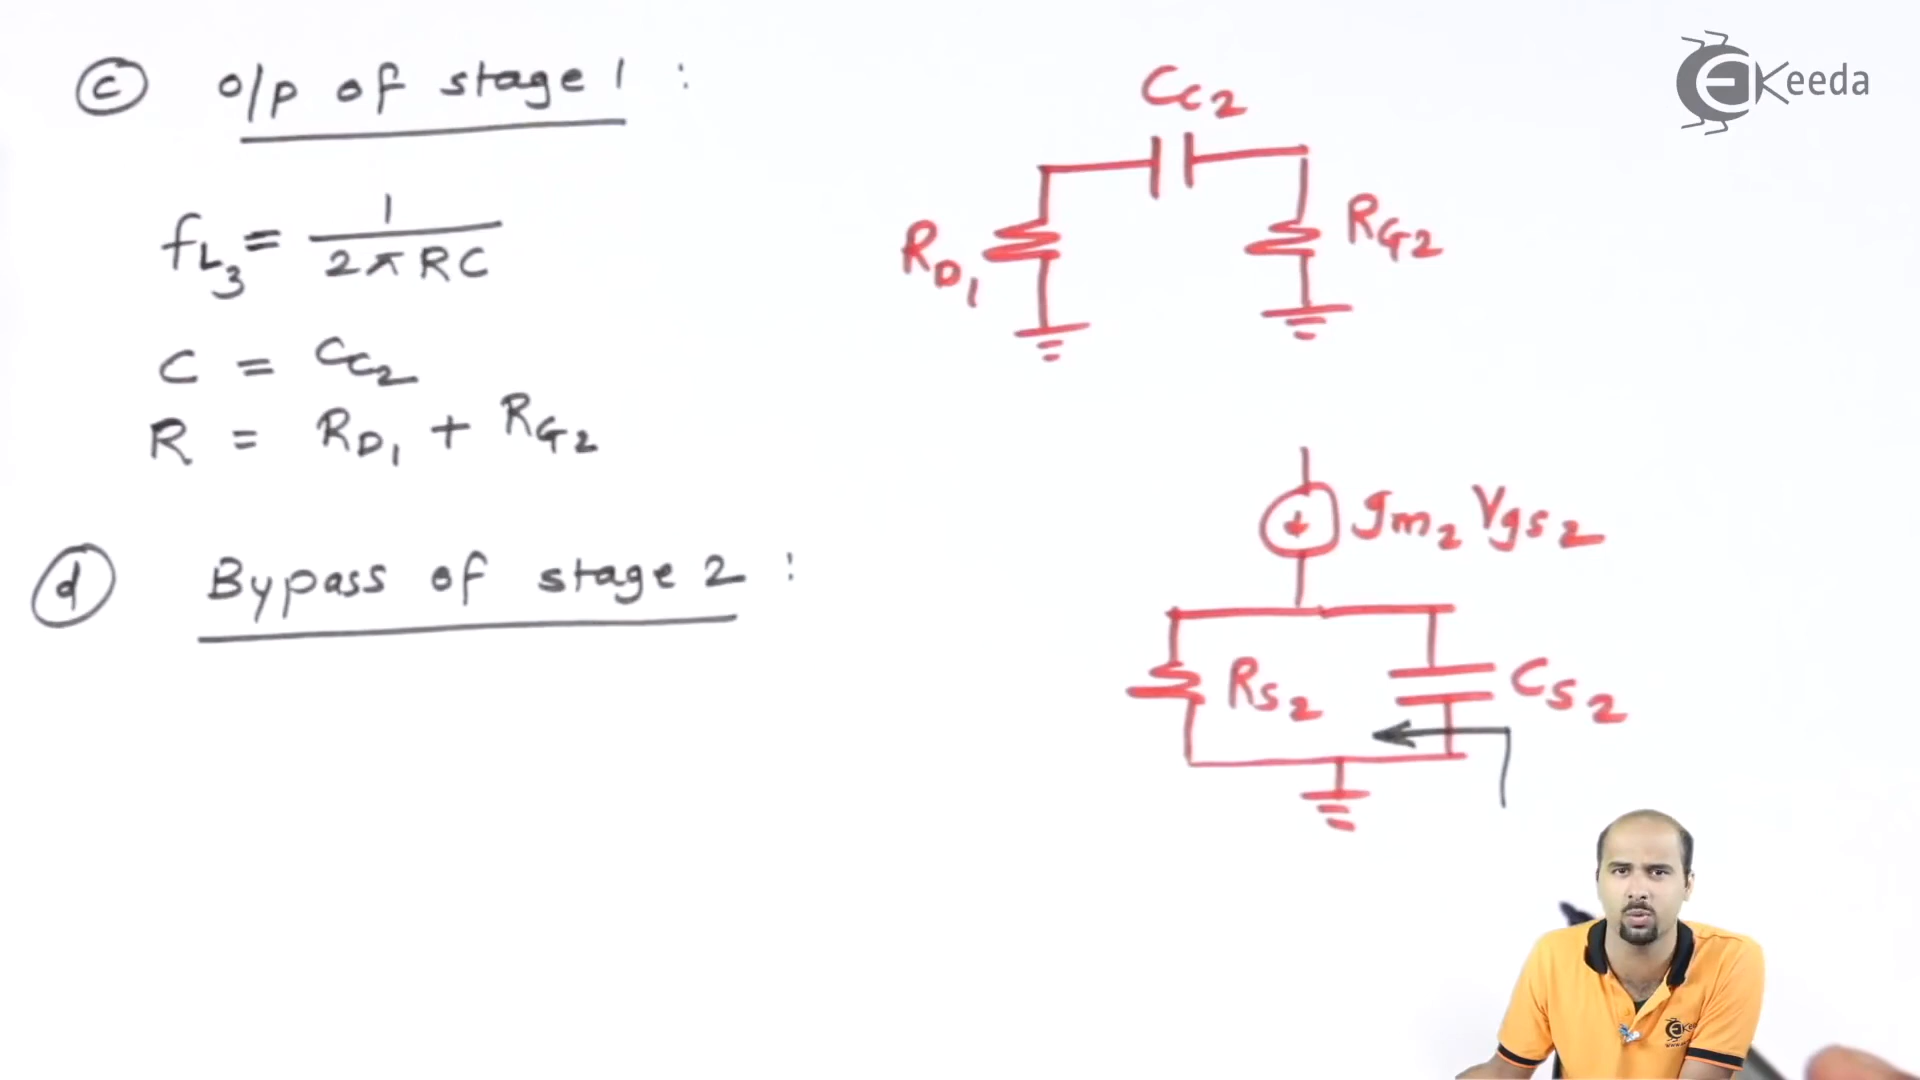 EKeeda
(c) o/p of stage 1 :
fL3 = 1 / 2πRC
C = CC2
R = RD1 + RG2
(d) Bypass of stage 2 :
CC2
RD1
RG2
gm2 Vgs2
RS2
CS2